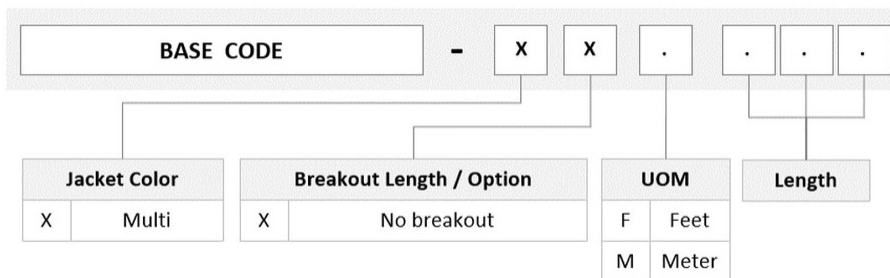 BASE CODE - X X . . . .
Jacket Color Breakout Length / Option UOM Length
X Multi X No breakout F Feet
M Meter